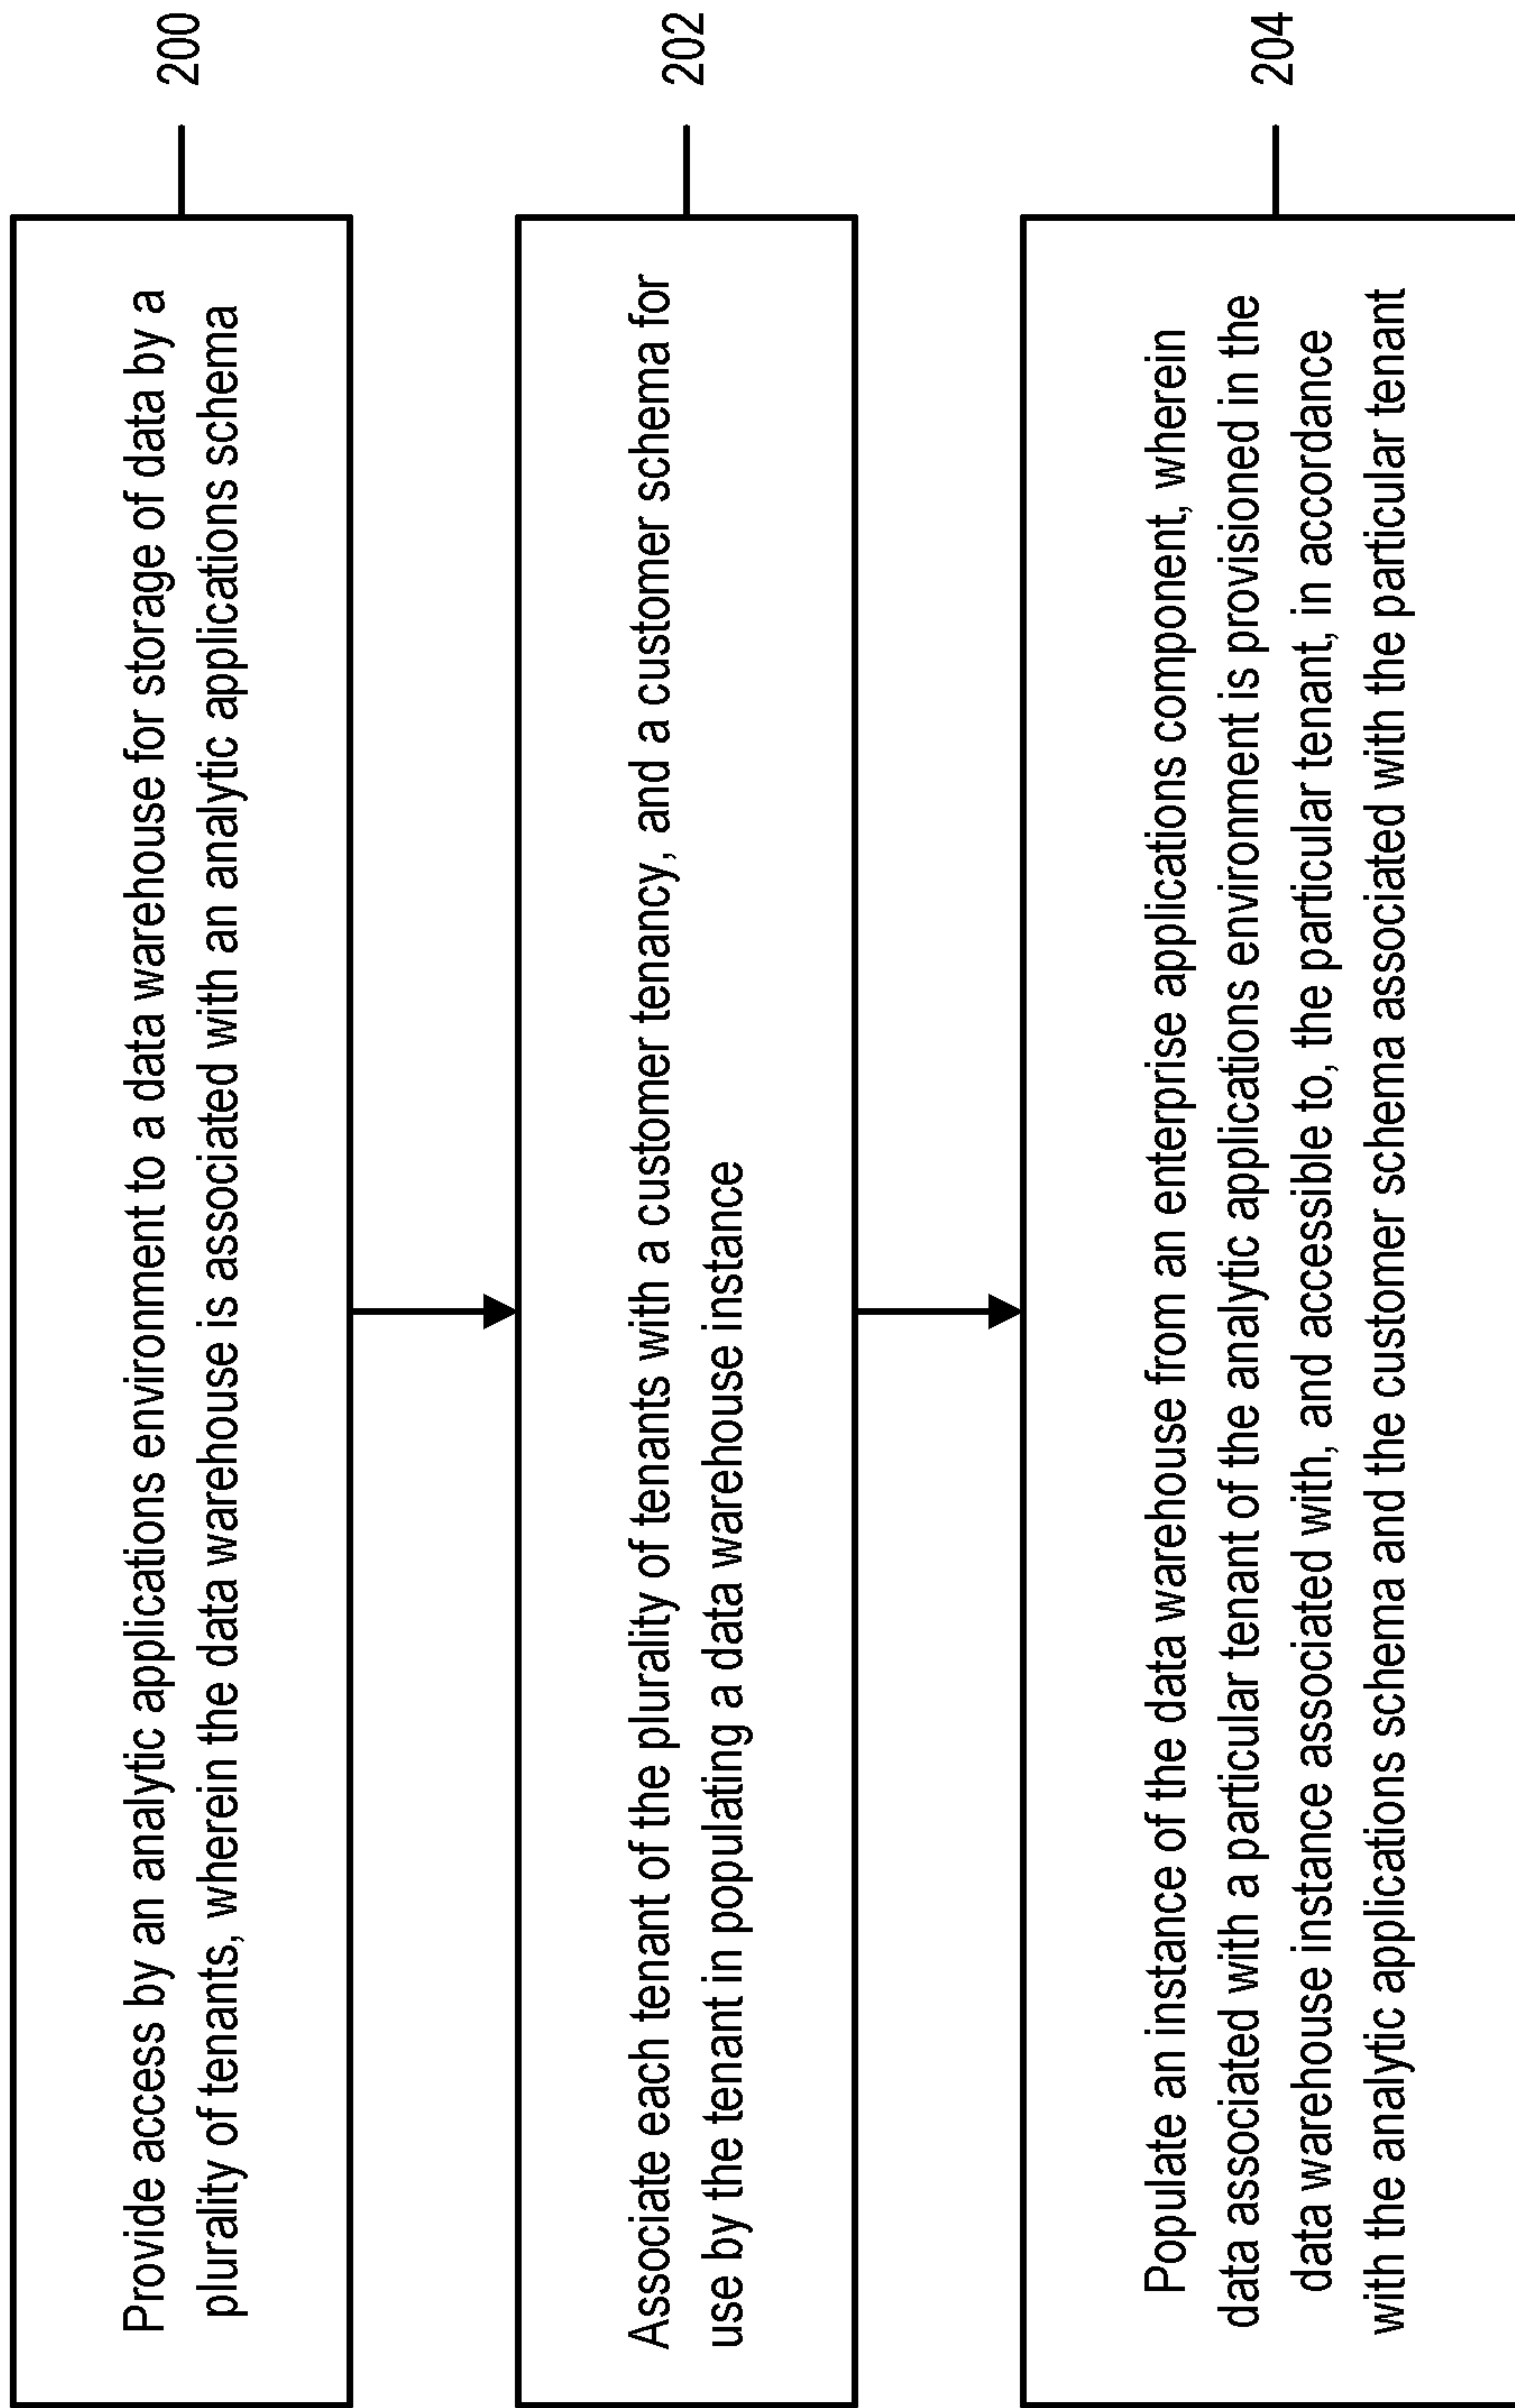 Provide access by an analytic applications environment to a data warehouse for storage of data by a
plurality of tenants, wherein the data warehouse is associated with an analytic applications schema
200
Associate each tenant of the plurality of tenants with a customer tenancy, and a customer schema for
use by the tenant in populating a data warehouse instance
202
Populate an instance of the data warehouse from an enterprise applications component, wherein
data associated with a particular tenant of the analytic applications environment is provisioned in the
data warehouse instance associated with, and accessible to, the particular tenant, in accordance
with the analytic applications schema and the customer schema associated with the particular tenant
204